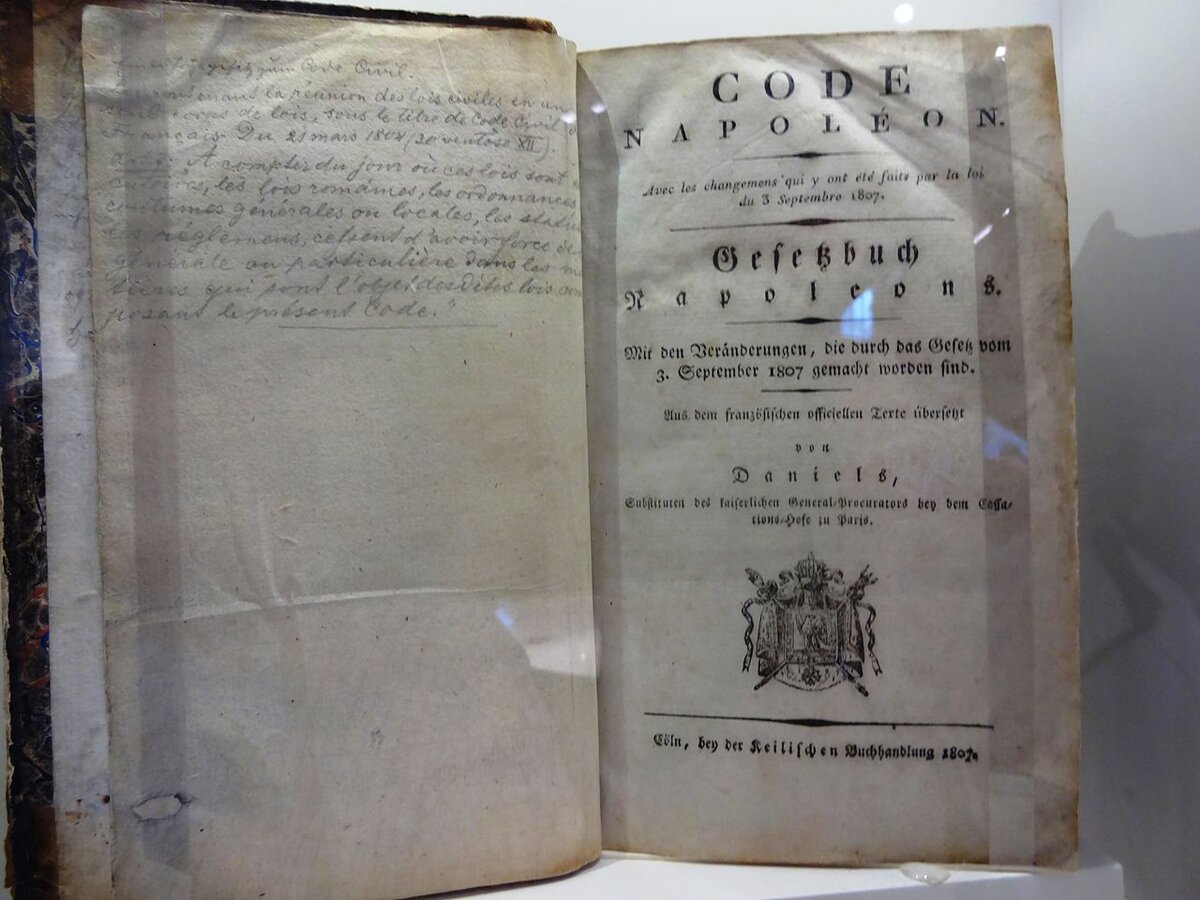 zum Code Civil.
contenant la réunion des lois civiles en un
corps de lois, sous le titre de Code Civil
Français. Du 21 mars 1804 (30 ventôse XII).
A compter du jour où ces lois sont
les lois romaines, les ordonnances
coutumes générales ou locales, les statuts
les réglemens, cessent d'avoir force de
générale ou particulière dans les ma
tières qui sont l'objet desdites lois com
posant le présent Code."
CODE
NAPOLÉON.
Avec les changemens qui y ont été faits par la loi
du 3 Septembre 1807.
Gesetzbuch
Napoleons.
Mit den Veränderungen, die durch das Gesetz vom
3. September 1807 gemacht worden sind.
Aus dem französischen officiellen Texte übersetzt
von
Daniels,
Substituten des kaiserlichen General-Procurators bey dem Cassa-
tions-Hofe zu Paris.
Cöln, bey der Keilischen Buchhandlung 1807.